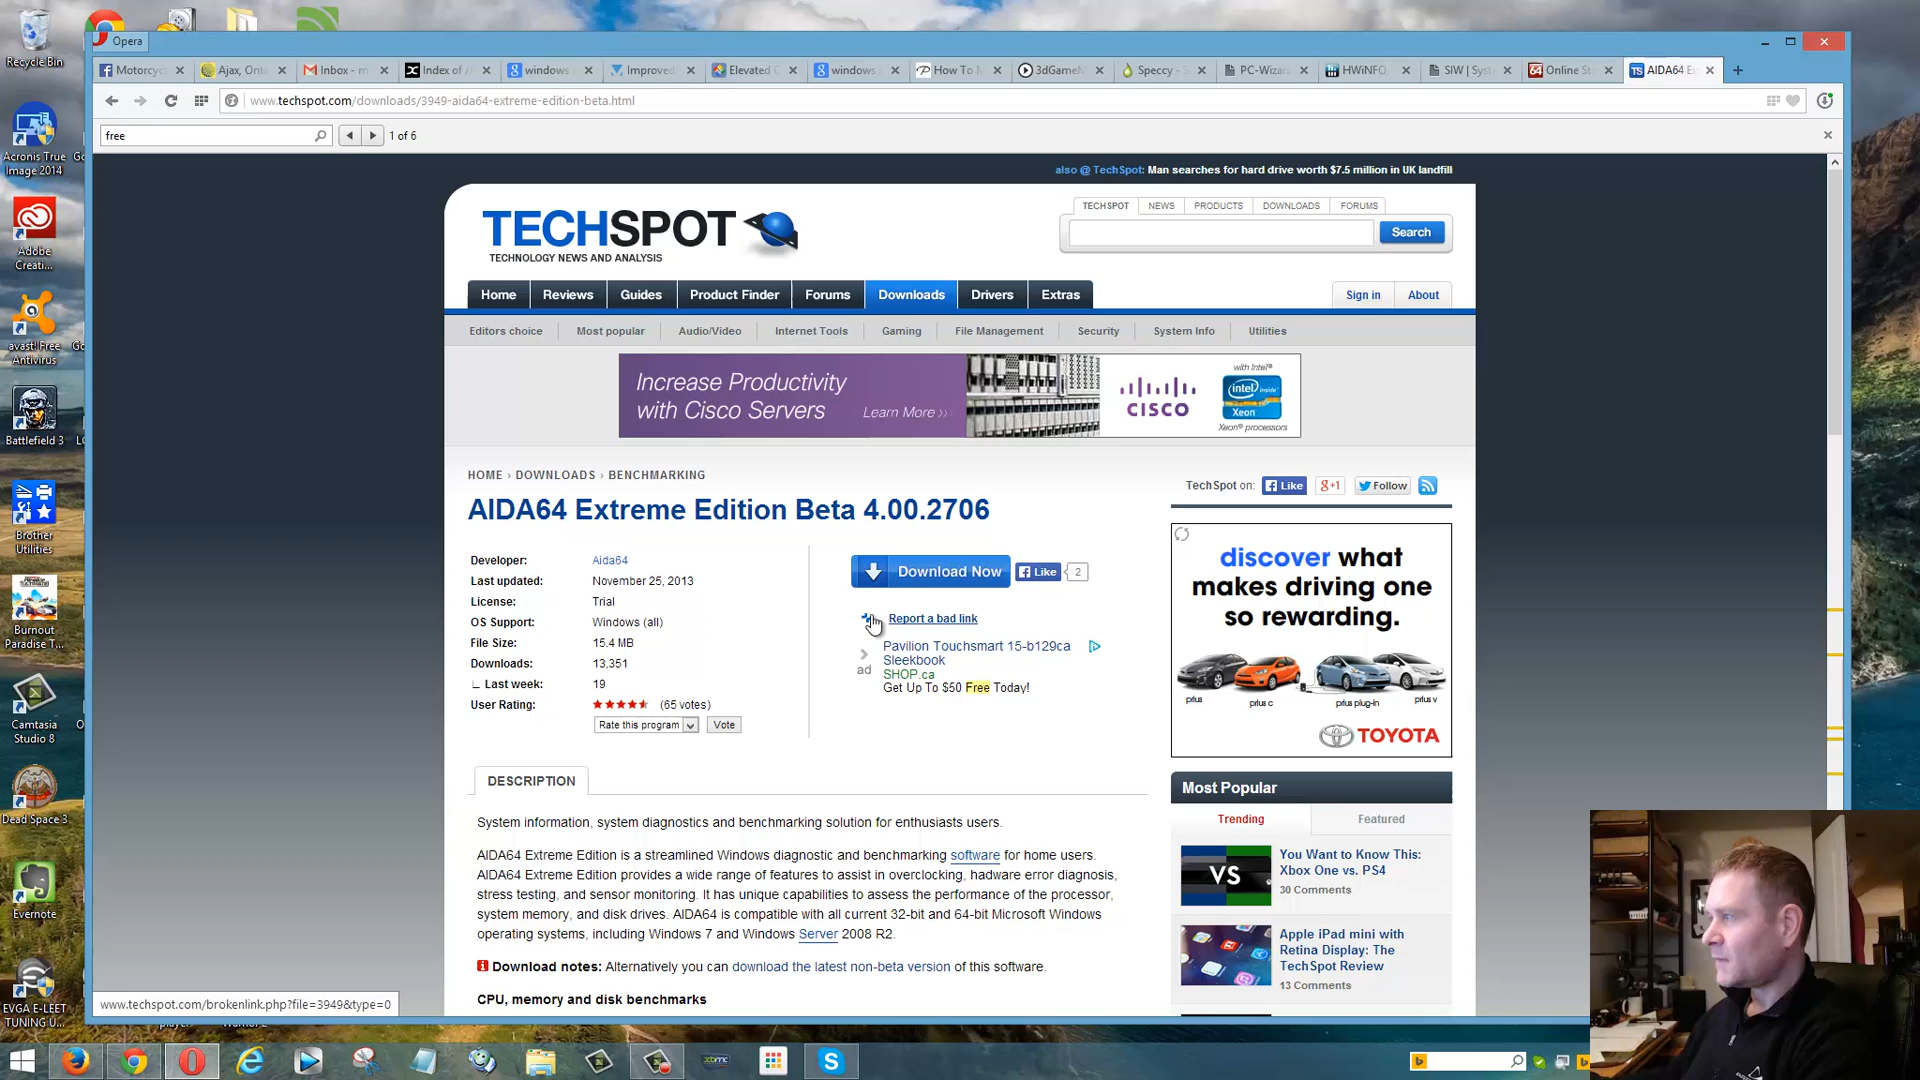 Recycle Bin
Acronis True
Image 2014
Adobe
Creati...
avast! Free
Antivirus
Battlefield 3
Brother
Utilities
Burnout
Paradise T...
Camtasia
Studio 8
Dead Space 3
Evernote
EVGA E-LEET
TUNING U...
Opera
Motorcyc
Ajax, Ont
Inbox - m
Index of /
windows
Improved
Elevated C
windows
How To M
3dGameM
Speccy - S
PC-Wizar
HWiNFO,
SIW | Syst
Online St
AIDA64 Ex
www.techspot.com/downloads/3949-aida64-extreme-edition-beta.html
free
1 of 6
also @ TechSpot: Man searches for hard drive worth $7.5 million in UK landfill
TECHSPOT
TECHNOLOGY NEWS AND ANALYSIS
TECHSPOT NEWS PRODUCTS DOWNLOADS FORUMS
Search
Home Reviews Guides Product Finder Forums Downloads Drivers Extras
Sign in About
Editors choice Most popular Audio/Video Internet Tools Gaming File Management Security System Info Utilities
Increase Productivity
with Cisco Servers Learn More >>
CISCO
with Intel®
intel inside
Xeon
Xeon® processors
HOME › DOWNLOADS › BENCHMARKING
AIDA64 Extreme Edition Beta 4.00.2706
TechSpot on: Like g+1 Follow
Developer: Aida64
Last updated: November 25, 2013
License: Trial
OS Support: Windows (all)
File Size: 15.4 MB
Downloads: 13,351
Last week: 19
User Rating: (65 votes)
Rate this program Vote
Download Now Like 2
Report a bad link
ad
Pavilion Touchsmart 15-b129ca
Sleekbook
SHOP.ca
Get Up To $50 Free Today!
discover what
makes driving one
so rewarding.
prius prius c prius plug-in prius v
TOYOTA
DESCRIPTION
System information, system diagnostics and benchmarking solution for enthusiasts users.
AIDA64 Extreme Edition is a streamlined Windows diagnostic and benchmarking software for home users.
AIDA64 Extreme Edition provides a wide range of features to assist in overclocking, hadware error diagnosis,
stress testing, and sensor monitoring. It has unique capabilities to assess the performance of the processor,
system memory, and disk drives. AIDA64 is compatible with all current 32-bit and 64-bit Microsoft Windows
operating systems, including Windows 7 and Windows Server 2008 R2.
Download notes: Alternatively you can download the latest non-beta version of this software.
CPU, memory and disk benchmarks
Most Popular
Trending Featured
VS
You Want to Know This:
Xbox One vs. PS4
30 Comments
Apple iPad mini with
Retina Display: The
TechSpot Review
13 Comments
www.techspot.com/brokenlink.php?file=3949&type=0
xbmc